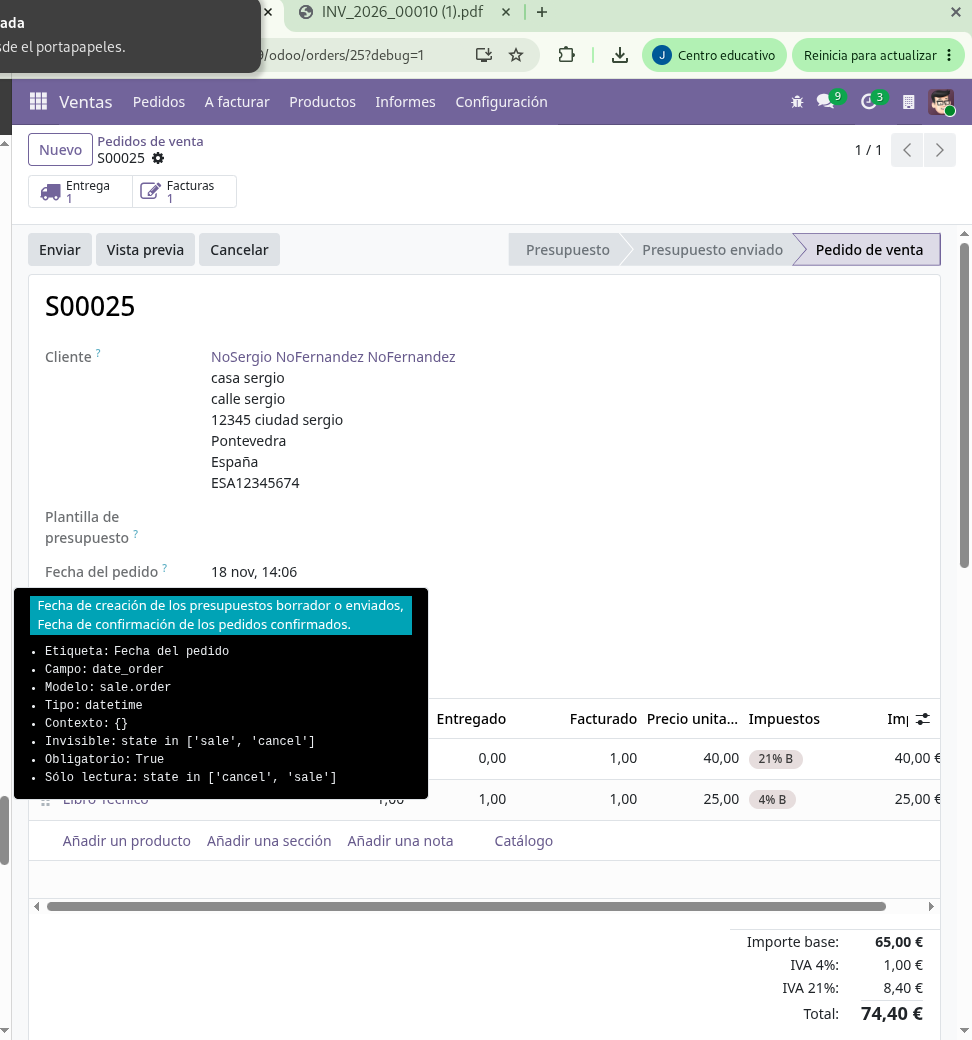 ada
sde el portapapeles.
INV_2026_00010 (1).pdf
9/odoo/orders/25?debug=1
J Centro educativo
Reinicia para actualizar
Ventas Pedidos A facturar Productos Informes Configuración 9 3
Nuevo
Pedidos de venta
S00025
1 / 1
Entrega
1
Facturas
1
Enviar Vista previa Cancelar Presupuesto Presupuesto enviado Pedido de venta
S00025
Cliente ? NoSergio NoFernandez NoFernandez
casa sergio
calle sergio
12345 ciudad sergio
Pontevedra
España
ESA12345674
Plantilla de
presupuesto ?
Fecha del pedido ? 18 nov, 14:06
Fecha de creación de los presupuestos borrador o enviados,
Fecha de confirmación de los pedidos confirmados.
• Etiqueta: Fecha del pedido
• Campo: date_order
• Modelo: sale.order
• Tipo: datetime
• Contexto: {}
• Invisible: state in ['sale', 'cancel']
• Obligatorio: True
• Sólo lectura: state in ['cancel', 'sale']
Entregado Facturado Precio unita... Impuestos Imp
0,00 1,00 40,00 21% B 40,00 €
Libro Técnico 1,00 1,00 1,00 25,00 4% B 25,00 €
Añadir un producto Añadir una sección Añadir una nota Catálogo
Importe base: 65,00 €
IVA 4%: 1,00 €
IVA 21%: 8,40 €
Total: 74,40 €